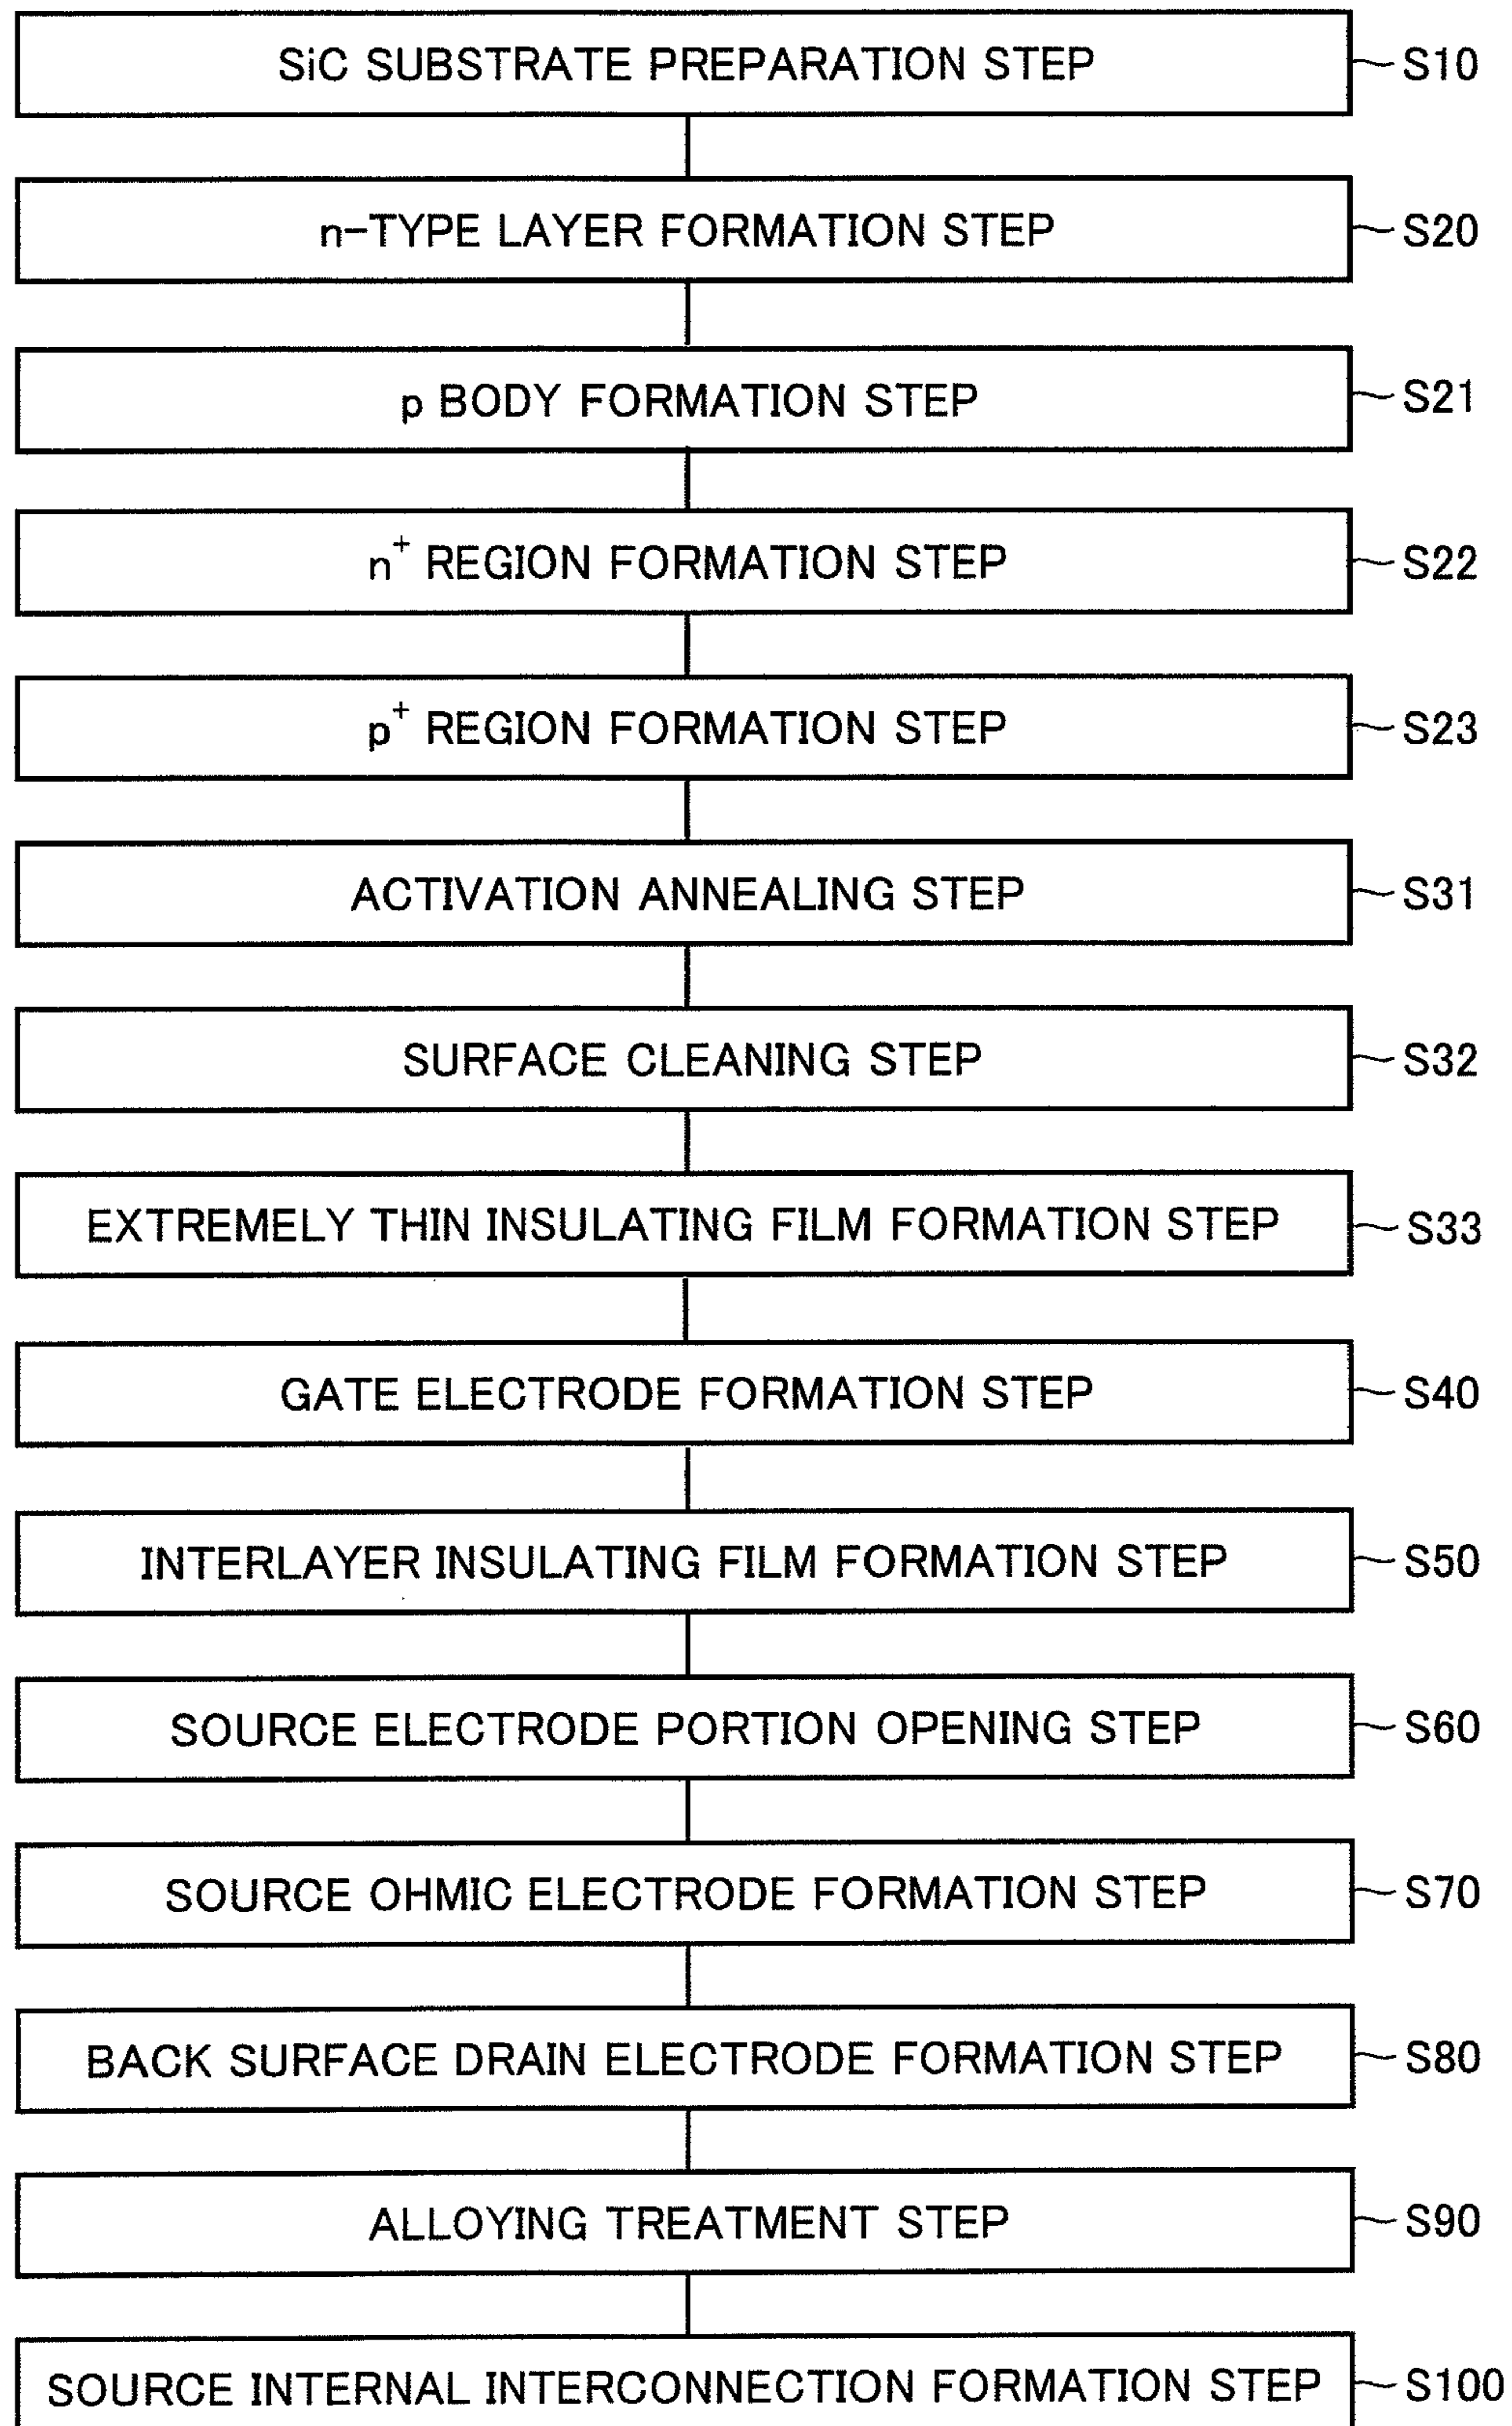 SiC SUBSTRATE PREPARATION STEP S10
n-TYPE LAYER FORMATION STEP S20
p BODY FORMATION STEP S21
n⁺ REGION FORMATION STEP S22
p⁺ REGION FORMATION STEP S23
ACTIVATION ANNEALING STEP S31
SURFACE CLEANING STEP S32
EXTREMELY THIN INSULATING FILM FORMATION STEP S33
GATE ELECTRODE FORMATION STEP S40
INTERLAYER INSULATING FILM FORMATION STEP S50
SOURCE ELECTRODE PORTION OPENING STEP S60
SOURCE OHMIC ELECTRODE FORMATION STEP S70
BACK SURFACE DRAIN ELECTRODE FORMATION STEP S80
ALLOYING TREATMENT STEP S90
SOURCE INTERNAL INTERCONNECTION FORMATION STEP S100